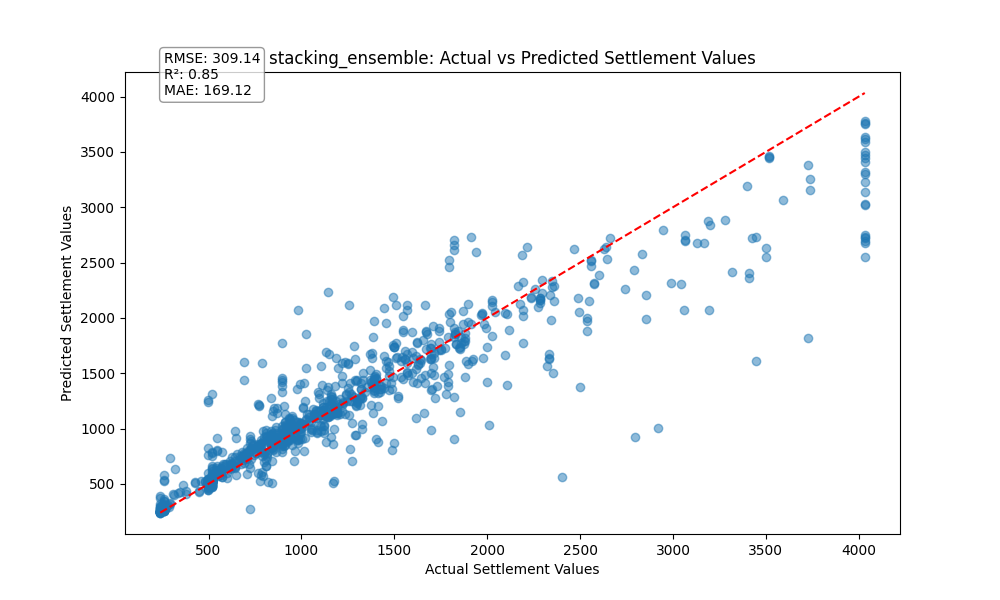 stacking_ensemble: Actual vs Predicted Settlement Values
RMSE: 309.14
R²: 0.85
MAE: 169.12
Predicted Settlement Values
4000
3500
3000
2500
2000
1500
1000
500
500 1000 1500 2000 2500 3000 3500 4000
Actual Settlement Values